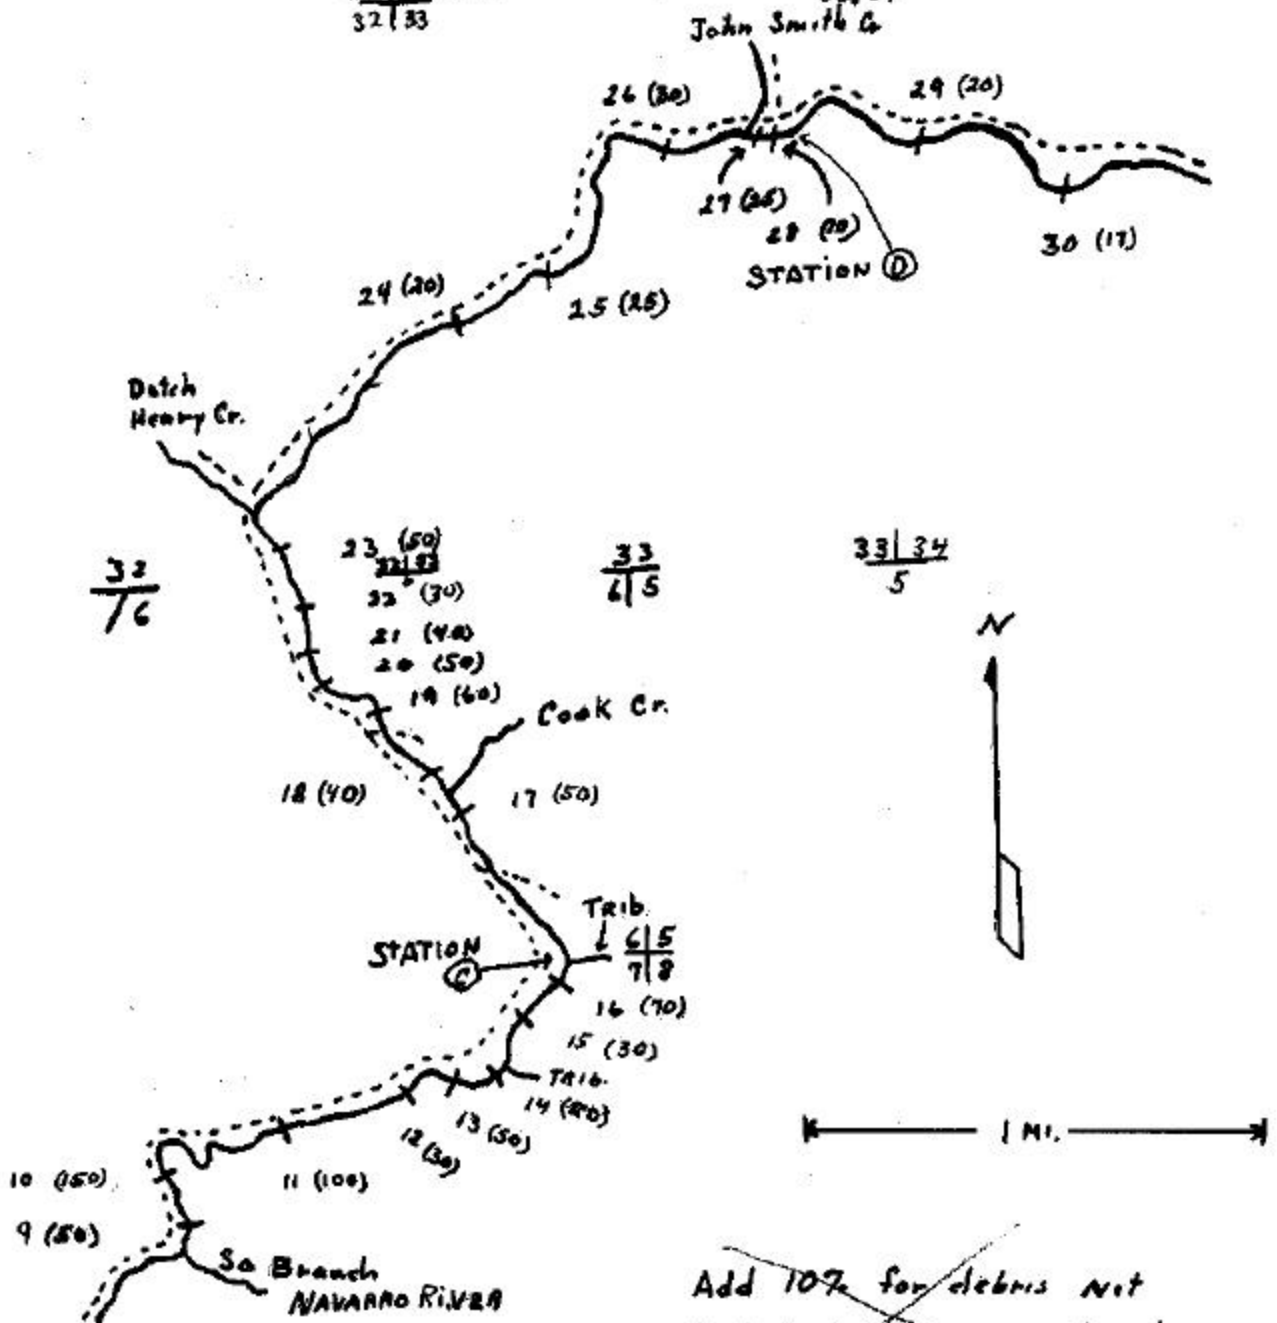 32|33
John Smith Cr
26 (30)
29 (20)
27 (25)
28 (20)
30 (17)
STATION D
24 (20)
25 (25)
Dutch
Henry Cr.
23 (50)
32|33
32
/6
33
6|5
33|34
5
22 (30)
21 (40)
20 (50)
19 (60)
N
Cook Cr.
18 (40)
17 (50)
Trib.
6|5
7|8
STATION
C
16 (70)
15 (30)
Trib.
14 (50)
13 (50)
12 (30)
1 MI.
10 (150)
11 (100)
9 (50)
So Branch
NAVARRO RIVER
Add 10% for debris not